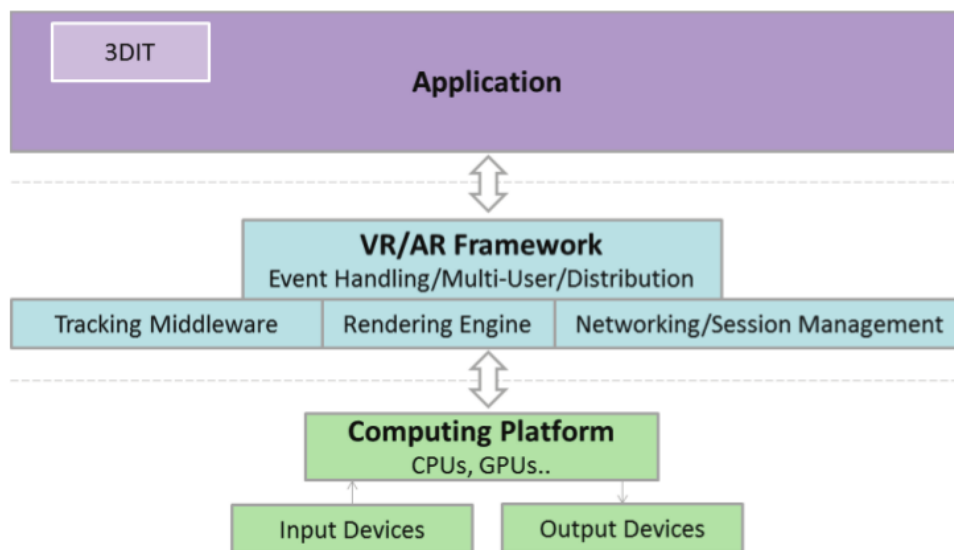 3DIT
Application
VR/AR Framework
Event Handling/Multi-User/Distribution
Tracking Middleware
Rendering Engine
Networking/Session Management
Computing Platform
CPUs, GPUs..
Input Devices
Output Devices